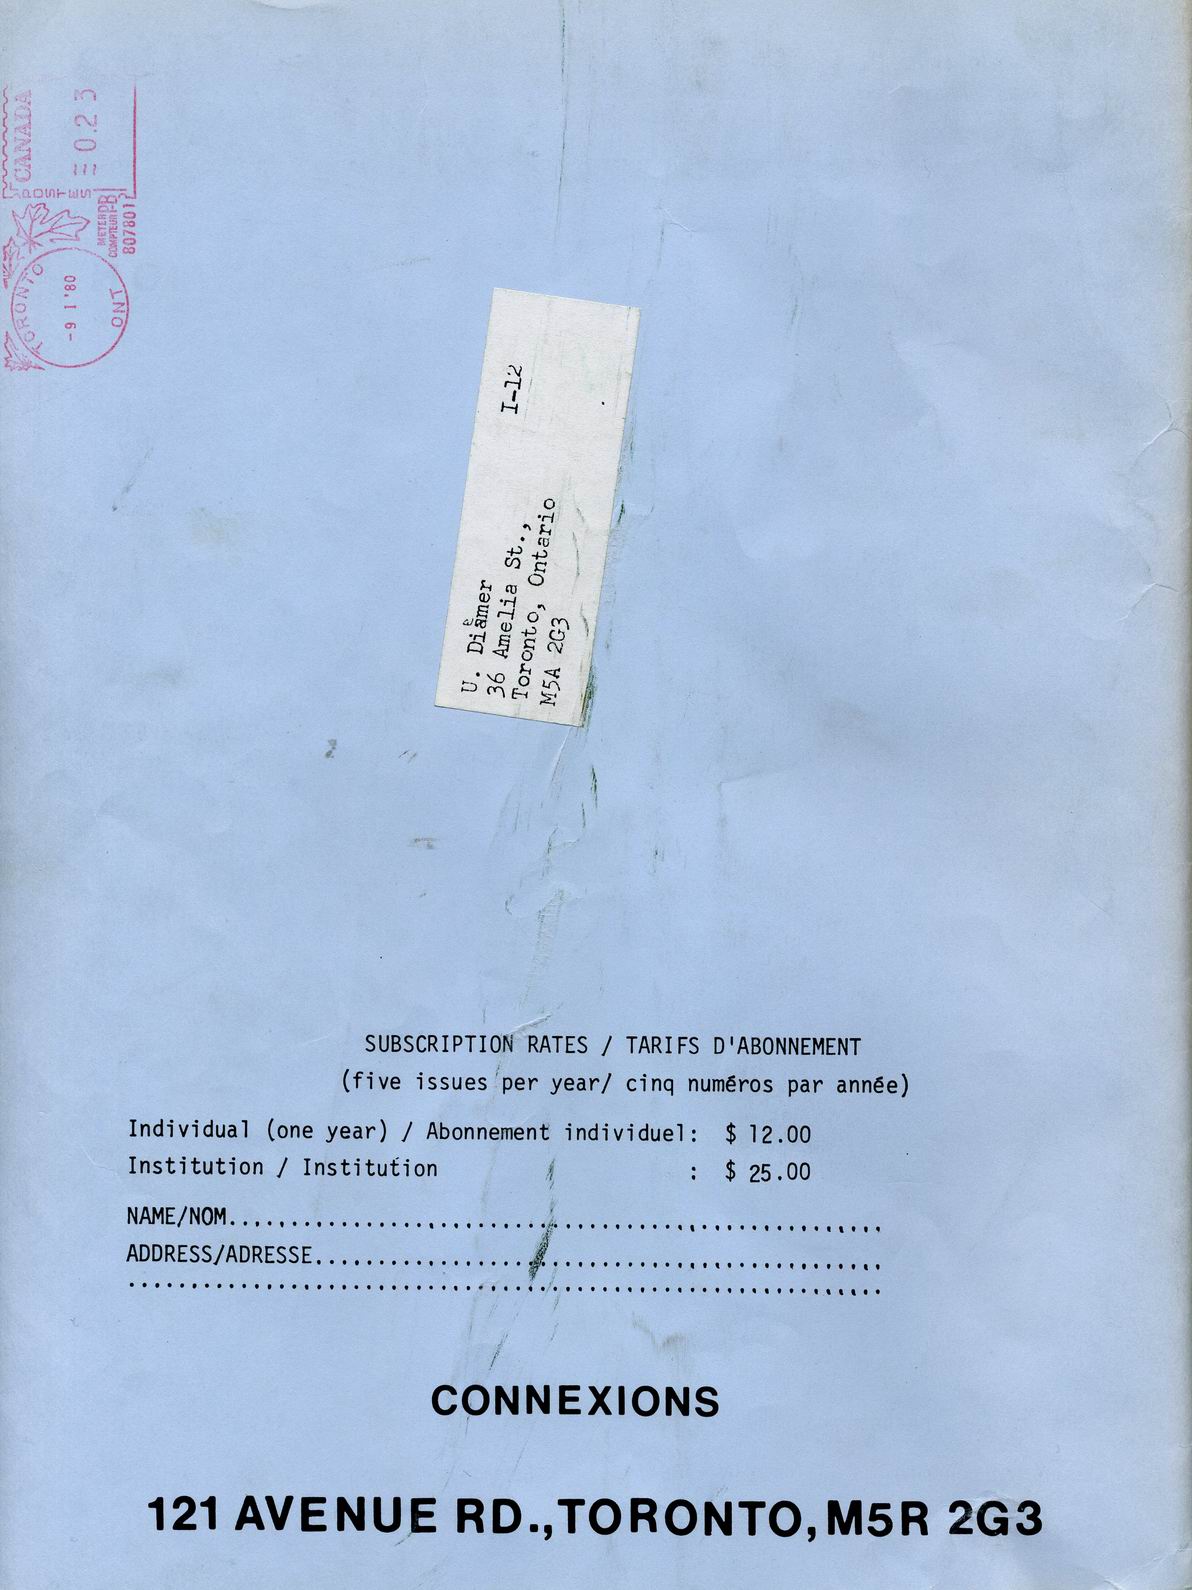 CANADA
POSTES
0.23
METER
COMPTEUR
PB
807801
TORONTO
-9 I '80
ONT
I-12
U. Diemer
36 Amelia St.,
Toronto, Ontario
M5A 2G3
SUBSCRIPTION RATES / TARIFS D'ABONNEMENT
(five issues per year/ cinq numéros par année)
Individual (one year) / Abonnement individuel: $ 12.00
Institution / Institution : $ 25.00
NAME/NOM.....................................................
ADDRESS/ADRESSE..............................................
.............................................................
CONNEXIONS
121 AVENUE RD.,TORONTO, M5R 2G3